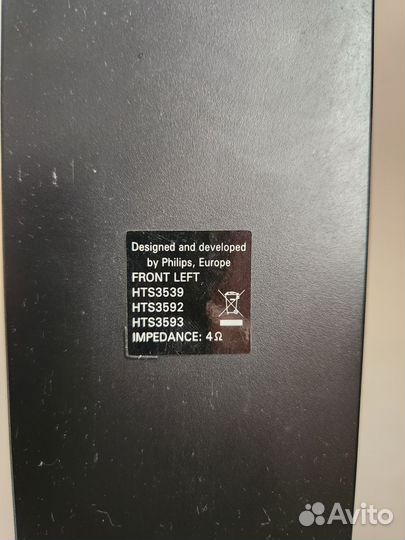 Designed and developed
by Philips, Europe
FRONT LEFT
HTS3539
HTS3592
HTS3593
IMPEDANCE: 4Ω
Avito